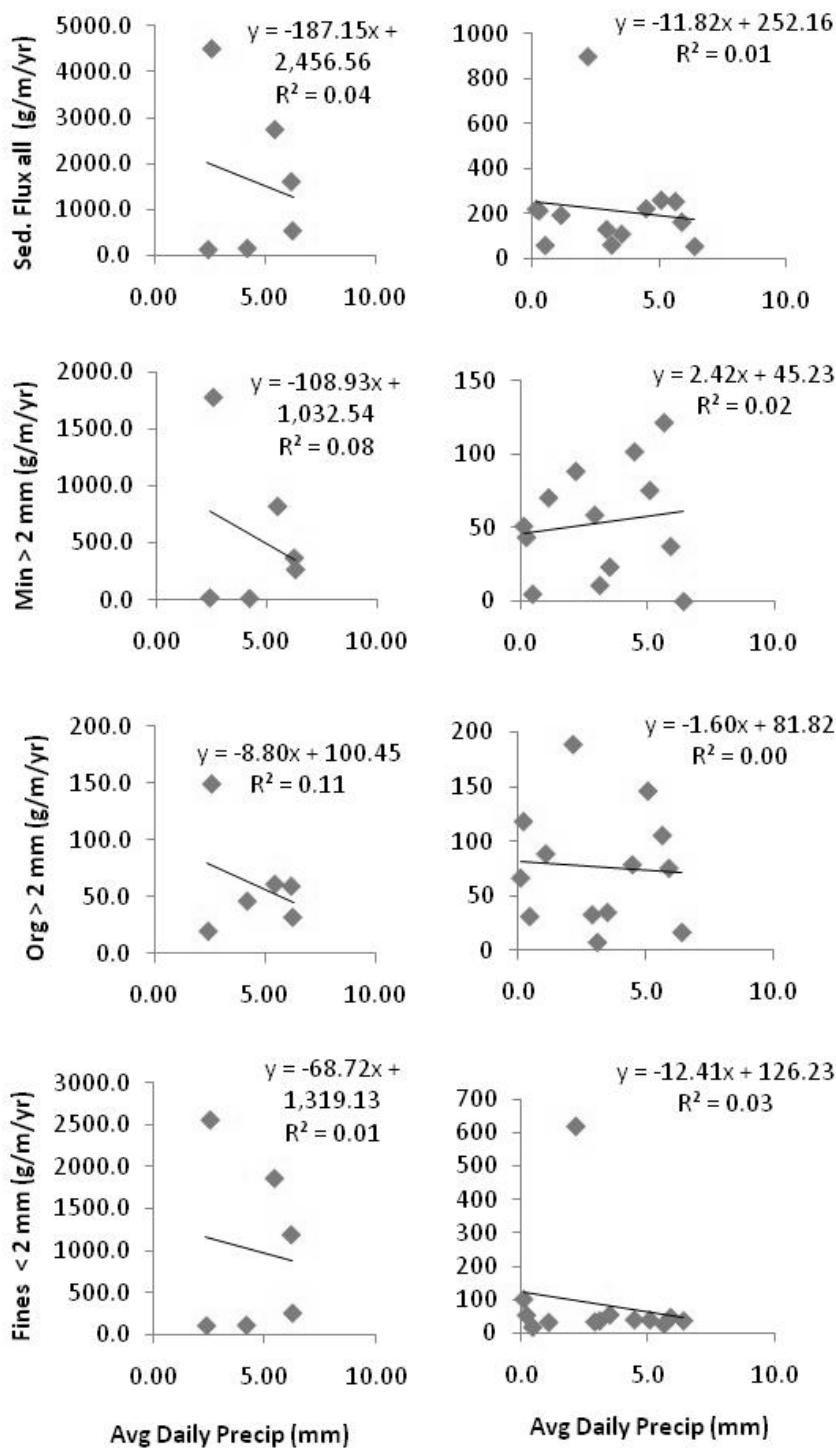 Sed. Flux all (g/m/yr)
5000.0
4000.0
3000.0
2000.0
1000.0
0.0
0.00 5.00 10.00
y = -187.15x +
2,456.56
R² = 0.04
1000
800
600
400
200
0
0.0 5.0 10.0
y = -11.82x + 252.16
R² = 0.01
Min > 2 mm (g/m/yr)
2000.0
1500.0
1000.0
500.0
0.0
0.00 5.00 10.00
y = -108.93x +
1,032.54
R² = 0.08
150
100
50
0
0.0 5.0 10.0
y = 2.42x + 45.23
R² = 0.02
Org > 2 mm (g/m/yr)
200.0
150.0
100.0
50.0
0.0
0.00 5.00 10.00
y = -8.80x + 100.45
R² = 0.11
200
150
100
50
0
0.0 5.0 10.0
y = -1.60x + 81.82
R² = 0.00
Fines < 2 mm (g/m/yr)
3000.0
2500.0
2000.0
1500.0
1000.0
500.0
0.0
0.00 5.00 10.00
y = -68.72x +
1,319.13
R² = 0.01
Avg Daily Precip (mm)
700
600
500
400
300
200
100
0
0.0 5.0 10.0
y = -12.41x + 126.23
R² = 0.03
Avg Daily Precip (mm)